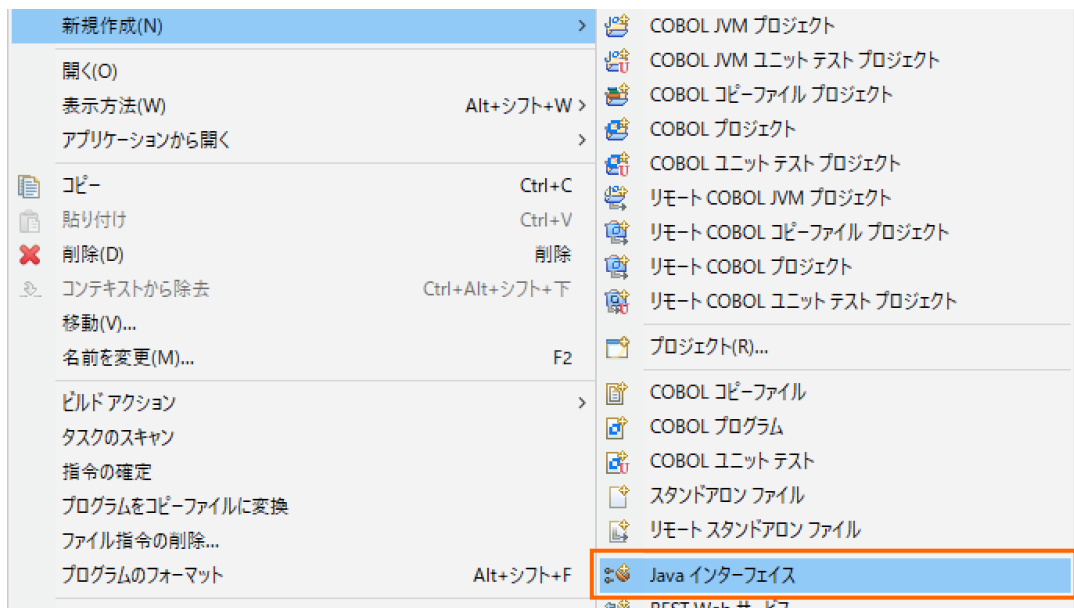 新規作成(N) >
開く(O)
表示方法(W) Alt+シフト+W >
アプリケーションから開く >
コピー Ctrl+C
貼り付け Ctrl+V
削除(D) 削除
コンテキストから除去 Ctrl+Alt+シフト+下
移動(V)...
名前を変更(M)... F2
ビルド アクション >
タスクのスキャン
指令の確定
プログラムをコピーファイルに変換
ファイル指令の削除...
プログラムのフォーマット Alt+シフト+F
COBOL JVM プロジェクト
COBOL JVM ユニット テスト プロジェクト
COBOL コピーファイル プロジェクト
COBOL プロジェクト
COBOL ユニット テスト プロジェクト
リモート COBOL JVM プロジェクト
リモート COBOL コピーファイル プロジェクト
リモート COBOL プロジェクト
リモート COBOL ユニット テスト プロジェクト
プロジェクト(R)...
COBOL コピーファイル
COBOL プログラム
COBOL ユニット テスト
スタンドアロン ファイル
リモート スタンドアロン ファイル
Java インターフェイス
REST Web サービス